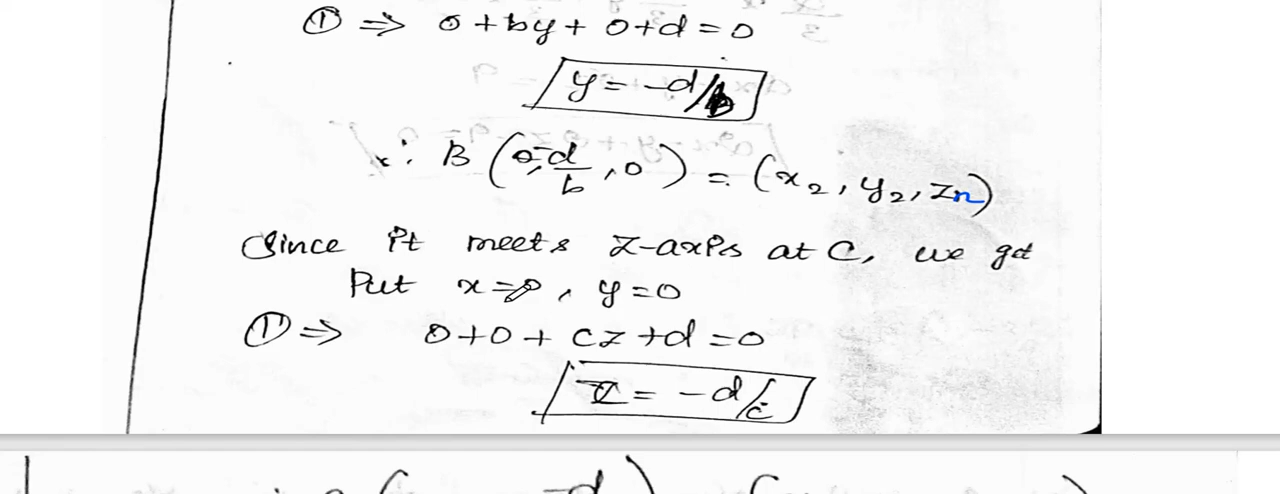 ① ⇒ 0 + by + 0 + d = 0
y = -d/b
∴ B (0, -d/b, 0) = (x₂, y₂, zn)
Since it meets z-axis at C, we get
Put x=0, y=0
① ⇒ 0+0+ cz +d = 0
z = -d/c